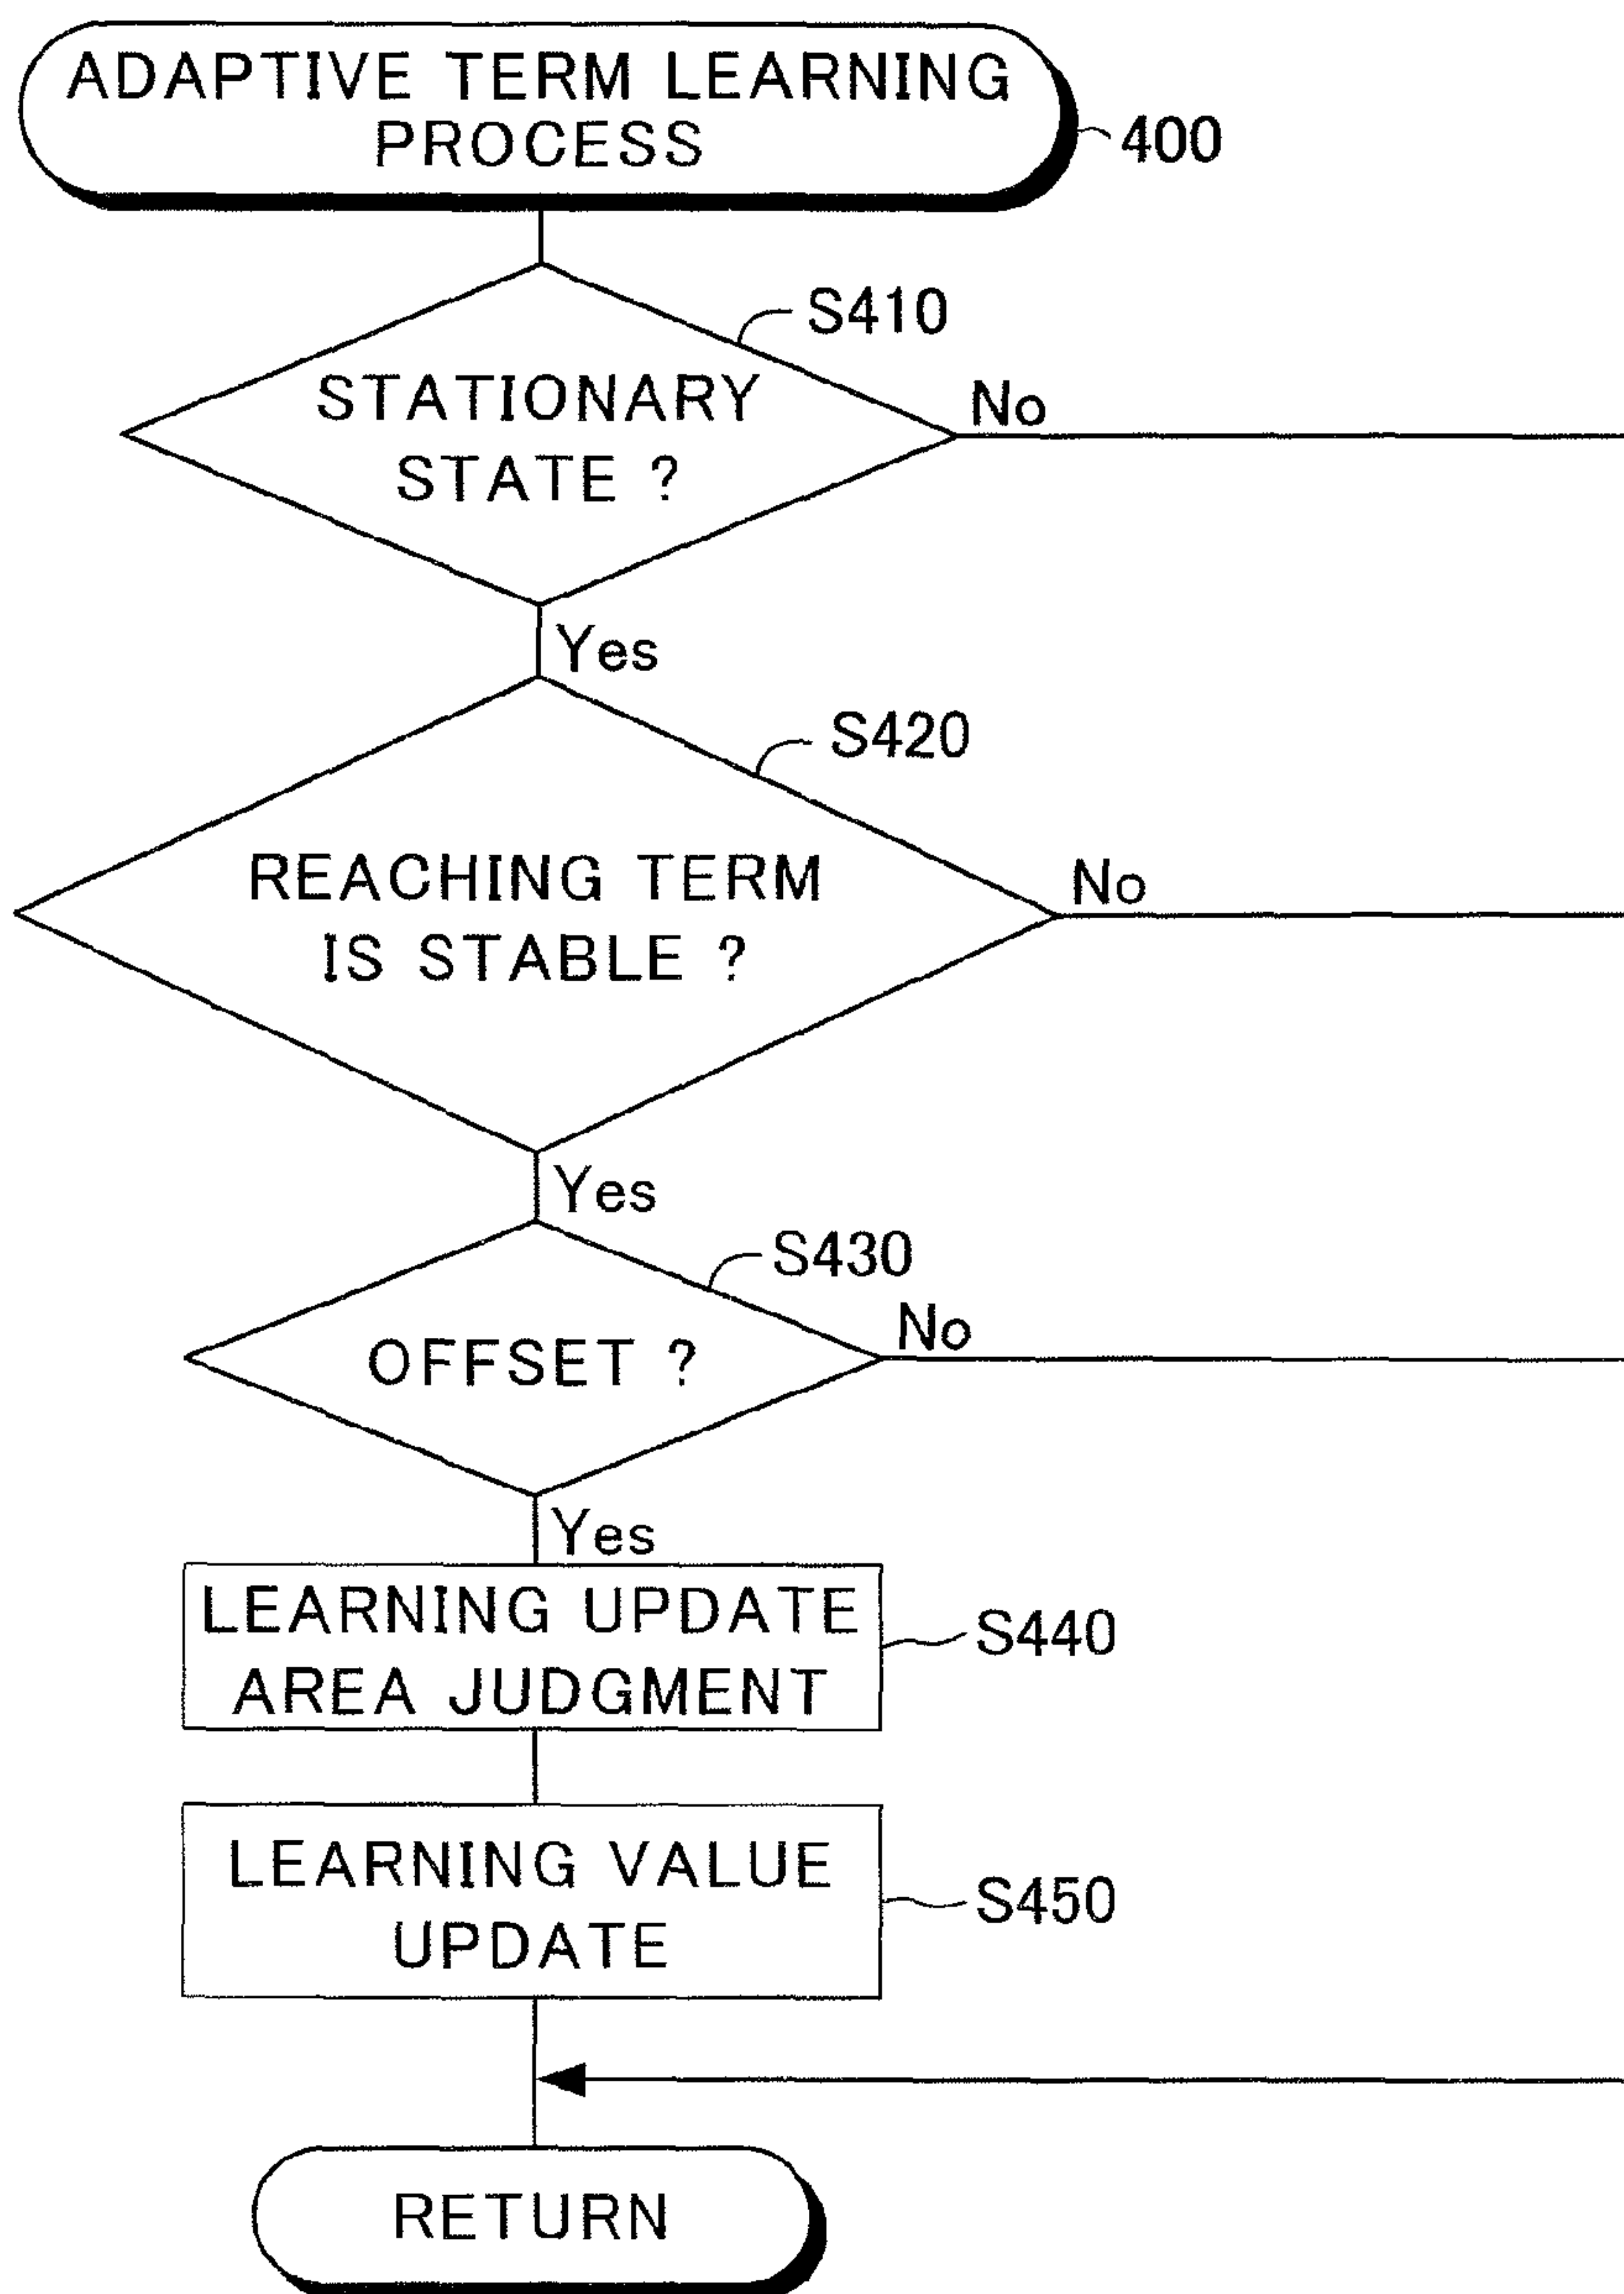 ADAPTIVE TERM LEARNING
PROCESS
400
S410
STATIONARY
STATE ?
No
Yes
S420
REACHING TERM
IS STABLE ?
No
Yes
S430
OFFSET ?
No
Yes
LEARNING UPDATE
AREA JUDGMENT
S440
LEARNING VALUE
UPDATE
S450
RETURN